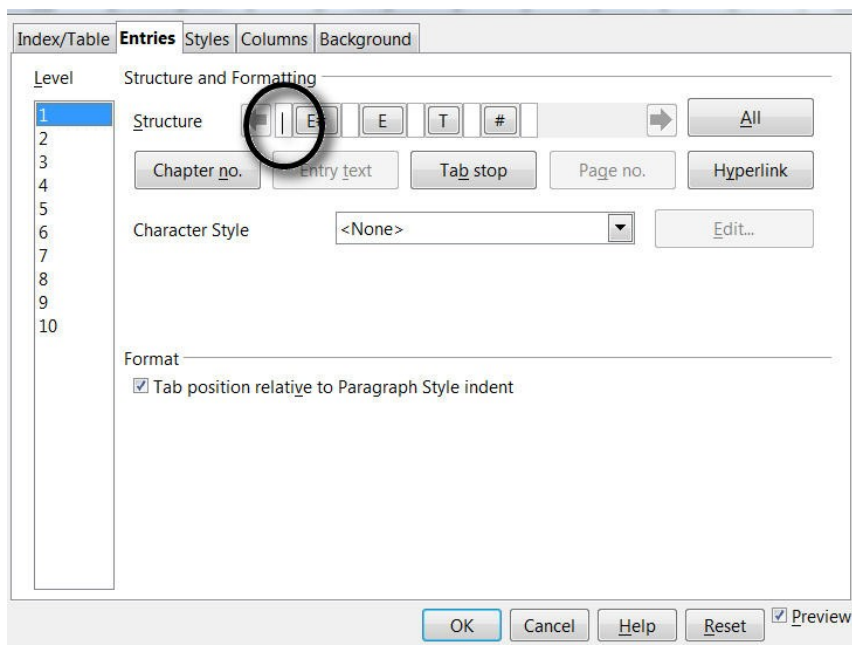 Index/Table Entries Styles Columns Background
Level
Structure and Formatting
1
2
3
4
5
6
7
8
9
10
Structure E# E T # All
Chapter no. Entry text Tab stop Page no. Hyperlink
Character Style <None> Edit...
Format
Tab position relative to Paragraph Style indent
OK Cancel Help Reset Preview